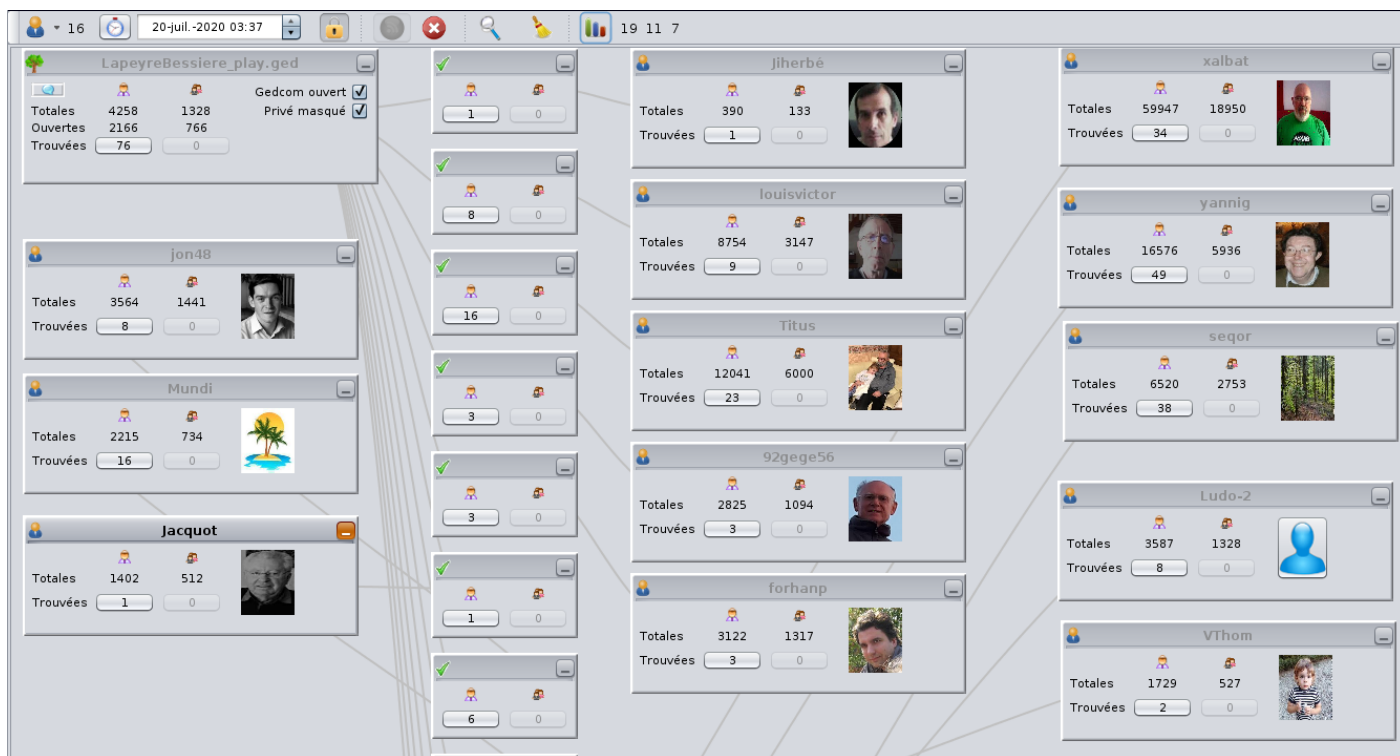 16 20-juil.-2020 03:37 19 11 7
LapeyreBessiere_play.ged
Gedcom ouvert
Totales 4258 1328 Privé masqué
Ouvertes 2166 766
Trouvées 76 0
jon48
Totales 3564 1441
Trouvées 8 0
Mundi
Totales 2215 734
Trouvées 16 0
Jacquot
Totales 1402 512
Trouvées 1 0
1 0
8 0
16 0
3 0
3 0
1 0
6 0
Jiherbé
Totales 390 133
Trouvées 1 0
louisvictor
Totales 8754 3147
Trouvées 9 0
Titus
Totales 12041 6000
Trouvées 23 0
92gege56
Totales 2825 1094
Trouvées 3 0
forhanp
Totales 3122 1317
Trouvées 3 0
xalbat
Totales 59947 18950
Trouvées 34 0
yannig
Totales 16576 5936
Trouvées 49 0
seqor
Totales 6520 2753
Trouvées 38 0
Ludo-2
Totales 3587 1328
Trouvées 8 0
VThom
Totales 1729 527
Trouvées 2 0